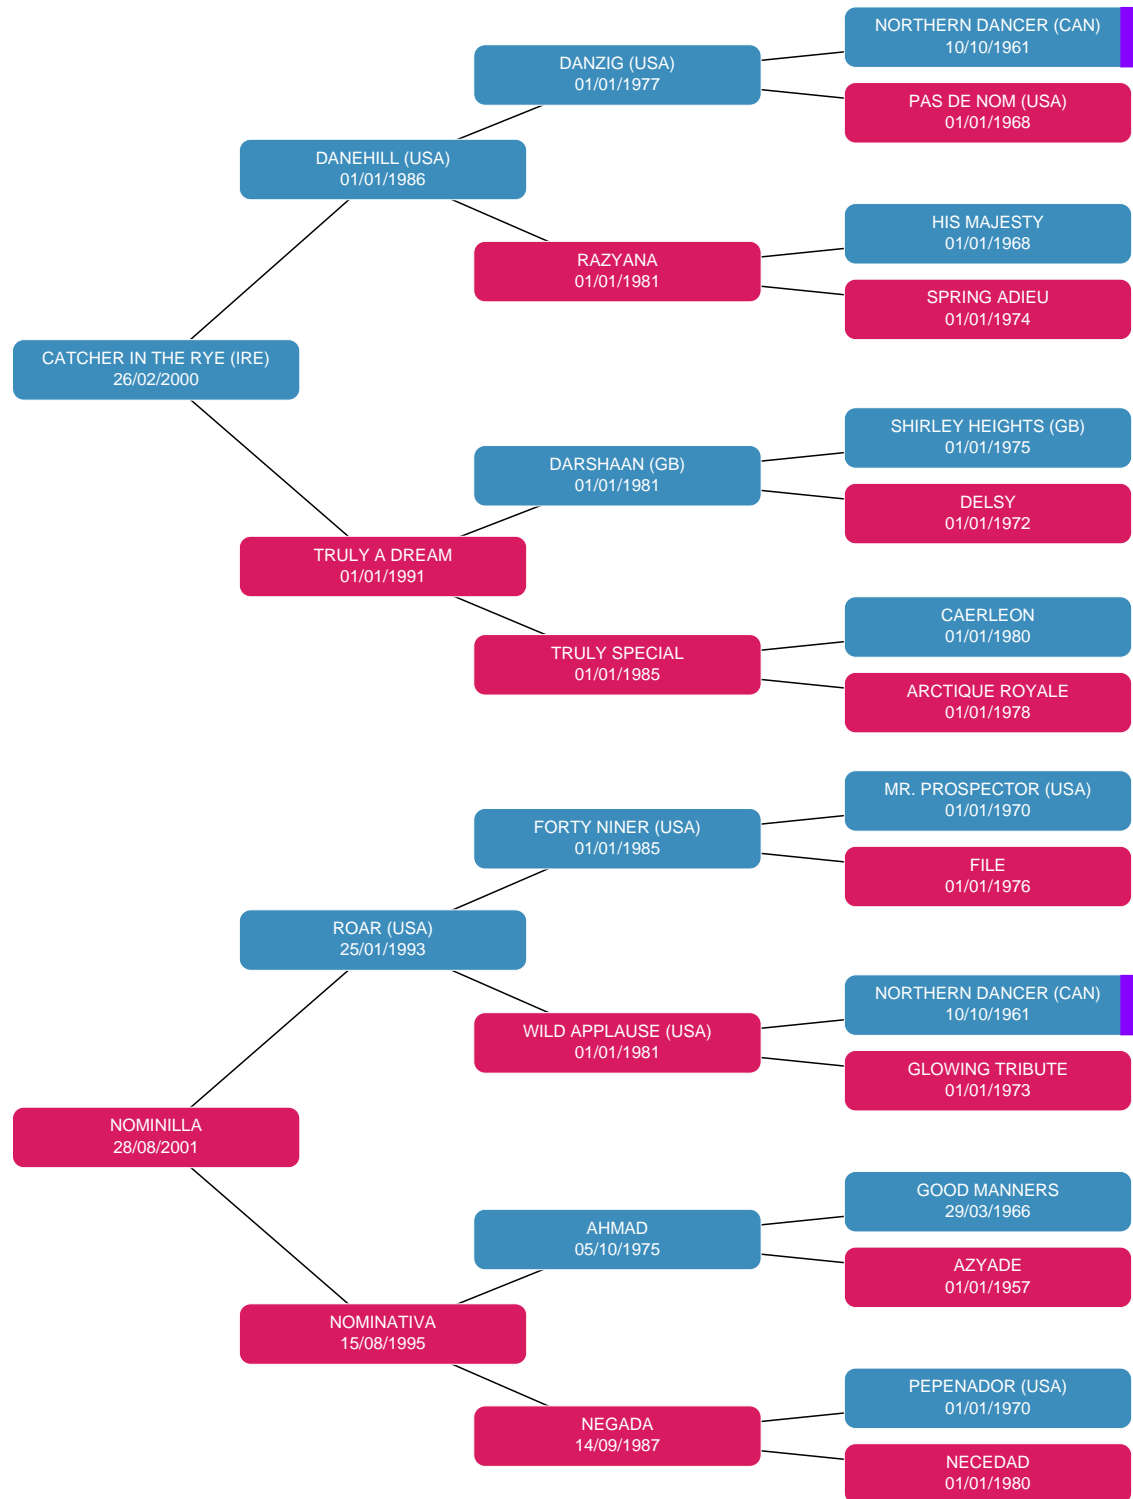 NORTHERN DANCER (CAN)
10/10/1961
DANZIG (USA)
01/01/1977
PAS DE NOM (USA)
01/01/1968
DANEHILL (USA)
01/01/1986
HIS MAJESTY
01/01/1968
RAZYANA
01/01/1981
SPRING ADIEU
01/01/1974
CATCHER IN THE RYE (IRE)
26/02/2000
SHIRLEY HEIGHTS (GB)
01/01/1975
DARSHAAN (GB)
01/01/1981
DELSY
01/01/1972
TRULY A DREAM
01/01/1991
CAERLEON
01/01/1980
TRULY SPECIAL
01/01/1985
ARCTIQUE ROYALE
01/01/1978
MR. PROSPECTOR (USA)
01/01/1970
FORTY NINER (USA)
01/01/1985
FILE
01/01/1976
ROAR (USA)
25/01/1993
NORTHERN DANCER (CAN)
10/10/1961
WILD APPLAUSE (USA)
01/01/1981
GLOWING TRIBUTE
01/01/1973
NOMINILLA
28/08/2001
GOOD MANNERS
29/03/1966
AHMAD
05/10/1975
AZYADE
01/01/1957
NOMINATIVA
15/08/1995
PEPENADOR (USA)
01/01/1970
NEGADA
14/09/1987
NECEDAD
01/01/1980